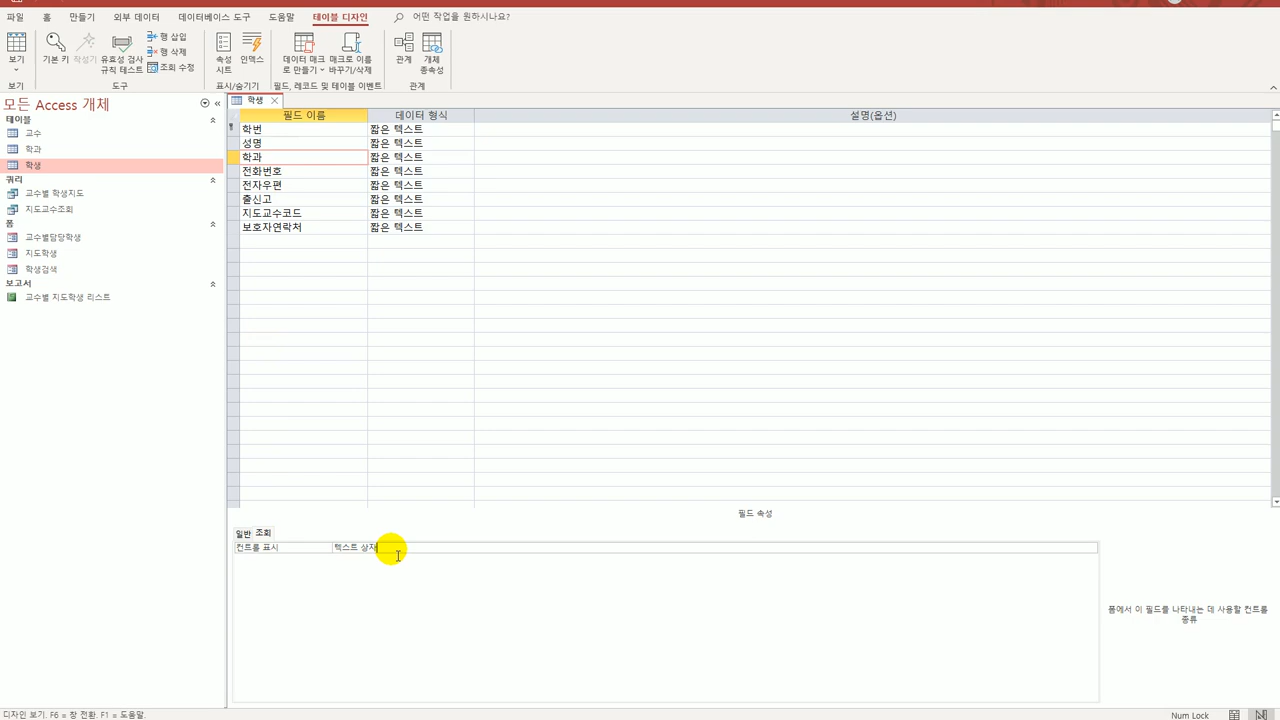 파일 홈 만들기 외부 데이터 데이터베이스 도구 도움말 테이블 디자인 어떤 작업을 원하시나요?
보기
기본 키
작성기
유효성 검사
규칙 테스트
행 삽입
행 삭제
조회 수정
속성
시트
인덱스
데이터 매크
로 만들기
매크로 이름
바꾸기/삭제
관계
개체
종속성
보기 도구 표시/숨기기 필드, 레코드 및 테이블 이벤트 관계
모든 Access 개체
테이블
교수
학과
학생
쿼리
교수별 학생지도
지도교수조회
폼
교수별담당학생
지도학생
학생검색
보고서
교수별 지도학생 리스트
학생
필드 이름 데이터 형식 설명(옵션)
학번 짧은 텍스트
성명 짧은 텍스트
학과 짧은 텍스트
전화번호 짧은 텍스트
전자우편 짧은 텍스트
출신고 짧은 텍스트
지도교수코드 짧은 텍스트
보호자연락처 짧은 텍스트
필드 속성
일반 조회
컨트롤 표시 텍스트 상자
폼에서 이 필드를 나타내는 데 사용할 컨트롤
종류
디자인 보기. F6 = 창 전환. F1 = 도움말. Num Lock